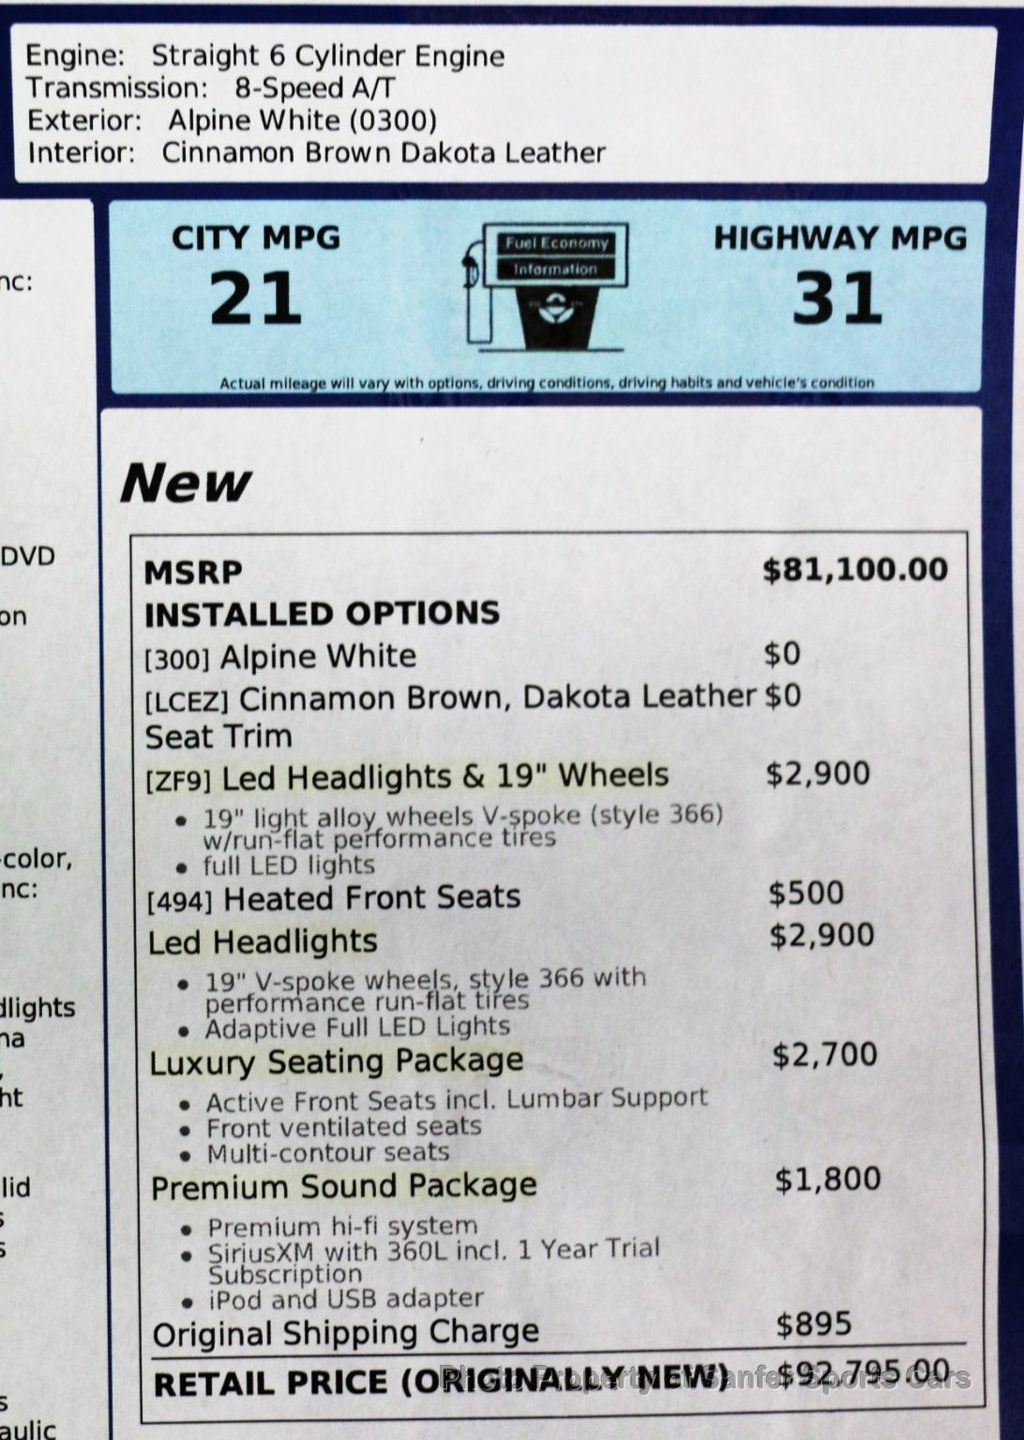 Engine: Straight 6 Cylinder Engine
Transmission: 8-Speed A/T
Exterior: Alpine White (0300)
Interior: Cinnamon Brown Dakota Leather
CITY MPG
21
Fuel Economy
Information
HIGHWAY MPG
31
Actual mileage will vary with options, driving conditions, driving habits and vehicle's condition
nc:
DVD
on
-color,
nc:
dlights
na
,
ht
lid
s
s
s
aulic
New
MSRP $81,100.00
INSTALLED OPTIONS
[300] Alpine White $0
[LCEZ] Cinnamon Brown, Dakota Leather $0
Seat Trim
[ZF9] Led Headlights & 19" Wheels $2,900
• 19" light alloy wheels V-spoke (style 366)
w/run-flat performance tires
• full LED lights
[494] Heated Front Seats $500
Led Headlights $2,900
• 19" V-spoke wheels, style 366 with
performance run-flat tires
• Adaptive Full LED Lights
Luxury Seating Package $2,700
• Active Front Seats incl. Lumbar Support
• Front ventilated seats
• Multi-contour seats
Premium Sound Package $1,800
• Premium hi-fi system
• SiriusXM with 360L incl. 1 Year Trial
Subscription
• iPod and USB adapter
Original Shipping Charge $895
RETAIL PRICE (ORIGINALLY NEW) $92,795.00
Photo Property of Sanfer Sports Cars